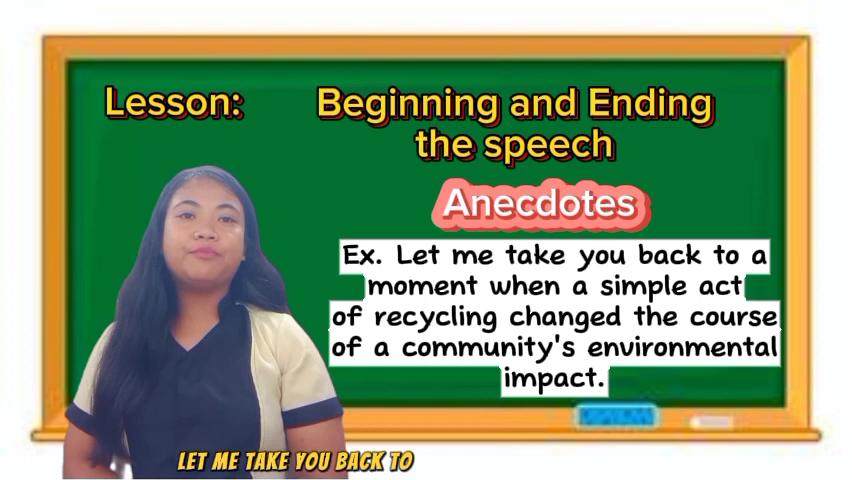 Lesson:
Beginning and Ending
the speech
Anecdotes
Ex. Let me take you back to a
moment when a simple act
of recycling changed the course
of a community's environmental
impact.
LET ME TAKE YOU BACK TO